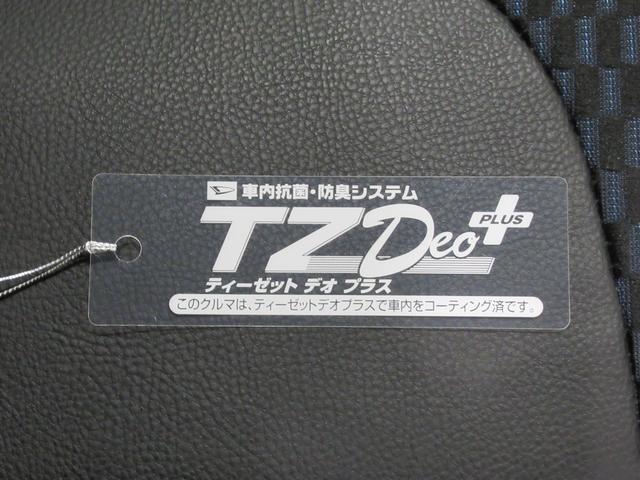 車内抗菌・防臭システム
TZ Deo PLUS
ティーゼット デオ プラス
このクルマは、ティーゼットデオプラスで車内をコーティング済です。